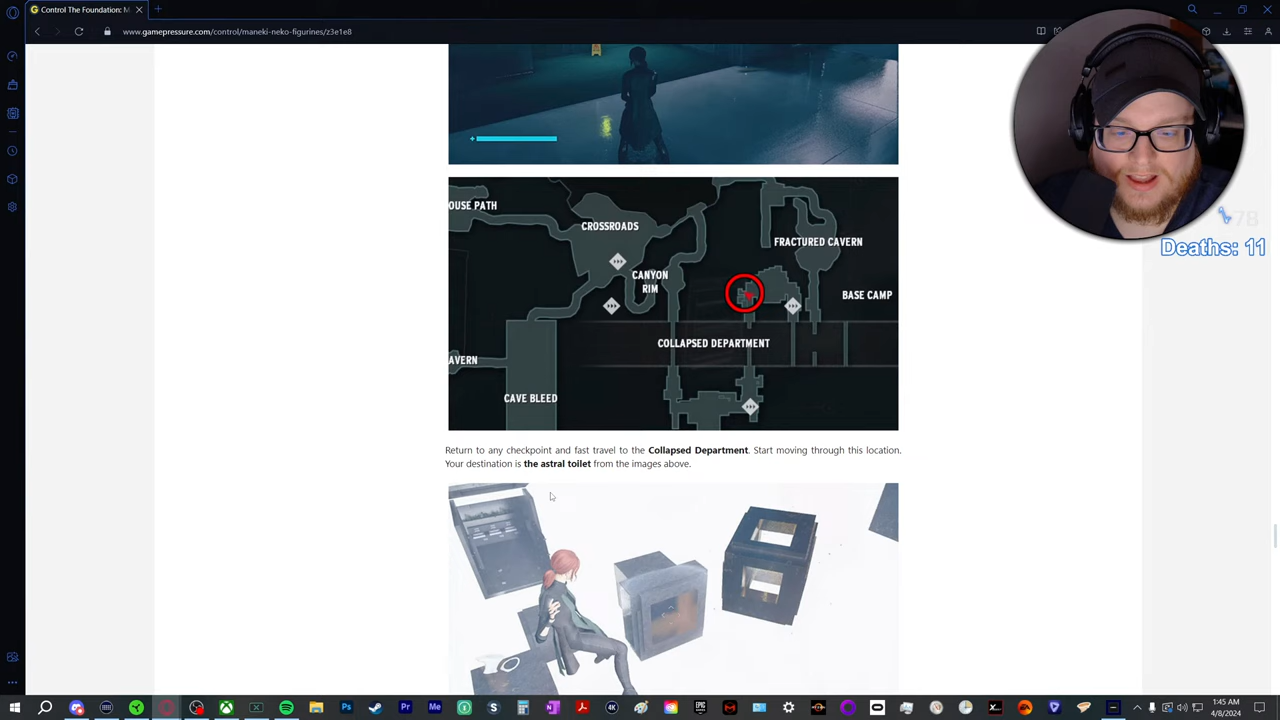 Control The Foundation: M
www.gamepressure.com/control/maneki-neko-figurines/z3e1e8
OUSE PATH
CROSSROADS
FRACTURED CAVERN
CANYON
RIM
BASE CAMP
COLLAPSED DEPARTMENT
AVERN
CAVE BLEED
78
Deaths: 11
Return to any checkpoint and fast travel to the Collapsed Department. Start moving through this location.
Your destination is the astral toilet from the images above.
1:45 AM
4/8/2024